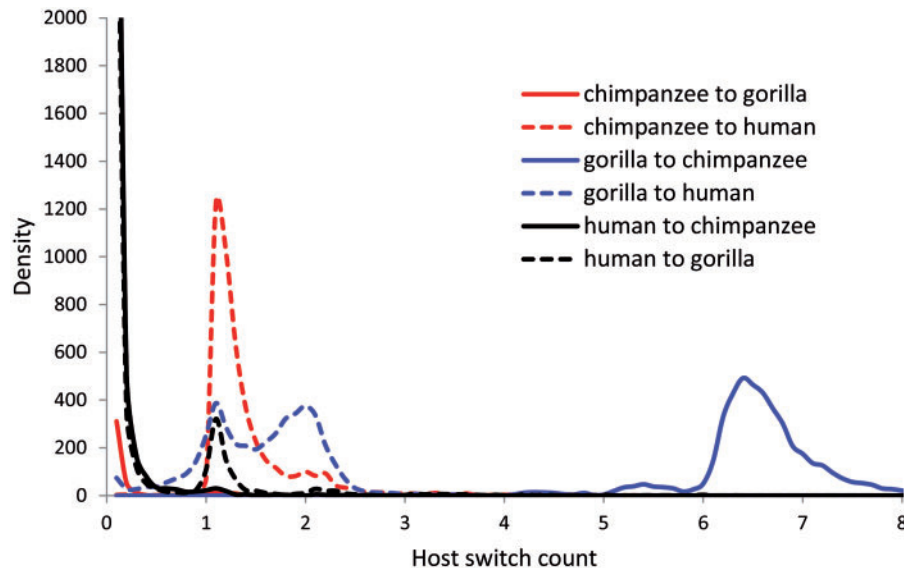 2000
1800
1600
1400
1200
1000
800
600
400
200
0
Density
0 1 2 3 4 5 6 7 8
Host switch count
chimpanzee to gorilla
chimpanzee to human
gorilla to chimpanzee
gorilla to human
human to chimpanzee
human to gorilla